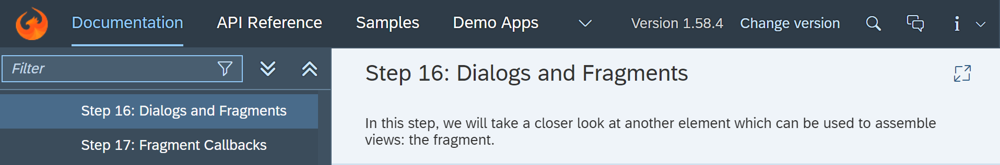 Documentation API Reference Samples Demo Apps Version 1.58.4 Change version
Filter
Step 16: Dialogs and Fragments
Step 17: Fragment Callbacks
Step 16: Dialogs and Fragments
In this step, we will take a closer look at another element which can be used to assemble
views: the fragment.